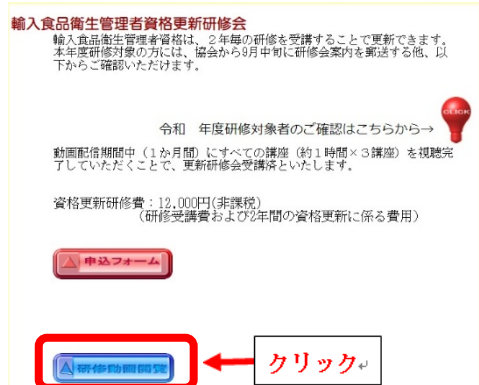 輸入食品衛生管理者資格更新研修会
輸入食品衛生管理者資格は、2年毎の研修を受講することで更新できます。
本年度研修対象の方には、協会から9月中旬に研修会案内を郵送する他、以
下からご確認いただけます。
CLICK
令和　年度研修対象者のご確認はこちらから→
動画配信期間中（1か月間）にすべての講座（約1時間×3講座）を視聴完
了していただくことで、更新研修会受講済といたします。
資格更新研修費：12,000円(非課税)
（研修受講費および2年間の資格更新に係る費用）
申込フォーム
研修動画閲覧
クリック